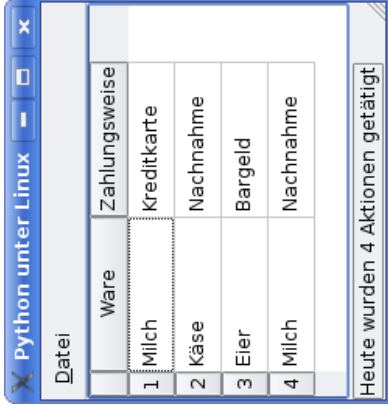 Python unter Linux
Datei
Ware Zahlungsweise
1 Milch Kreditkarte
2 Käse Nachnahme
3 Eier Bargeld
4 Milch Nachnahme
Heute wurden 4 Aktionen getätigt